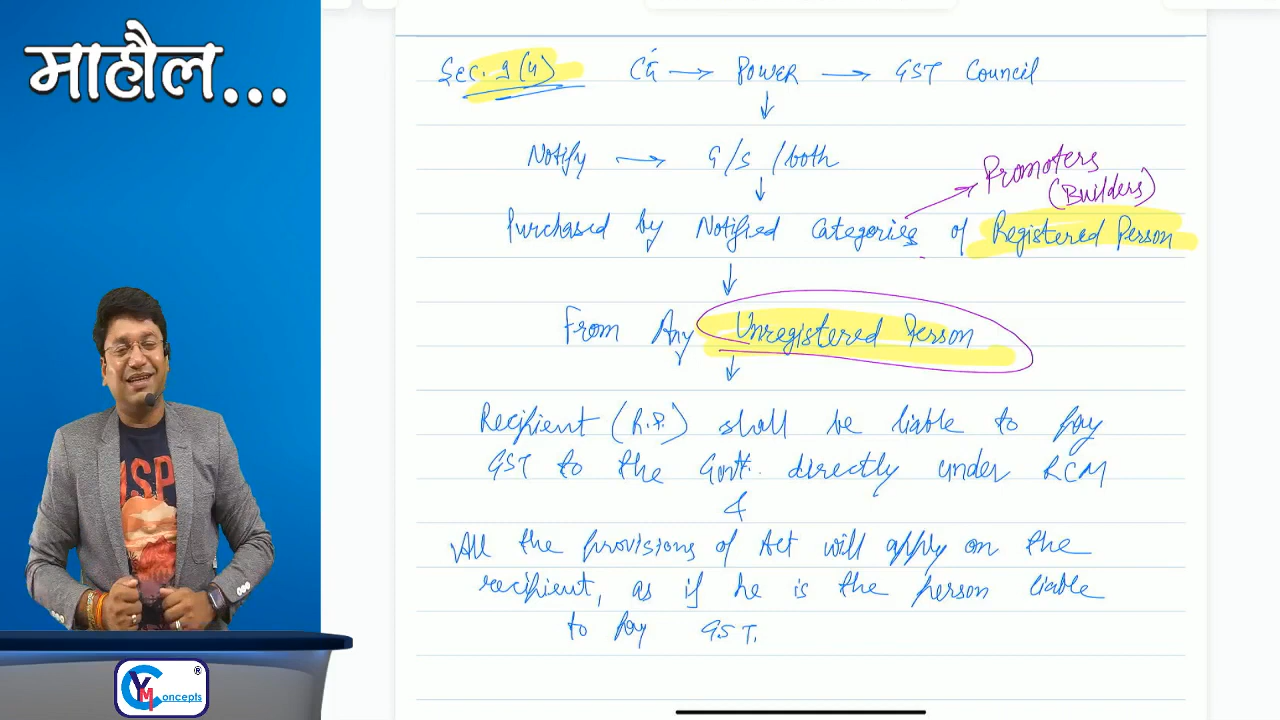 माहौल...
Sec. 9(4) CG → POWER → GST Council
Notify → G/S /both
Promoters
(Builders)
Purchased by Notified Categories of Registered Person
From Any Unregistered Person
Recipient (R.P.) shall be liable to pay
GST to the Govt. directly under RCM
&
All the provisions of Act will apply on the
recipient, as if he is the person liable
to pay GST.
CYM Concepts ®
USP